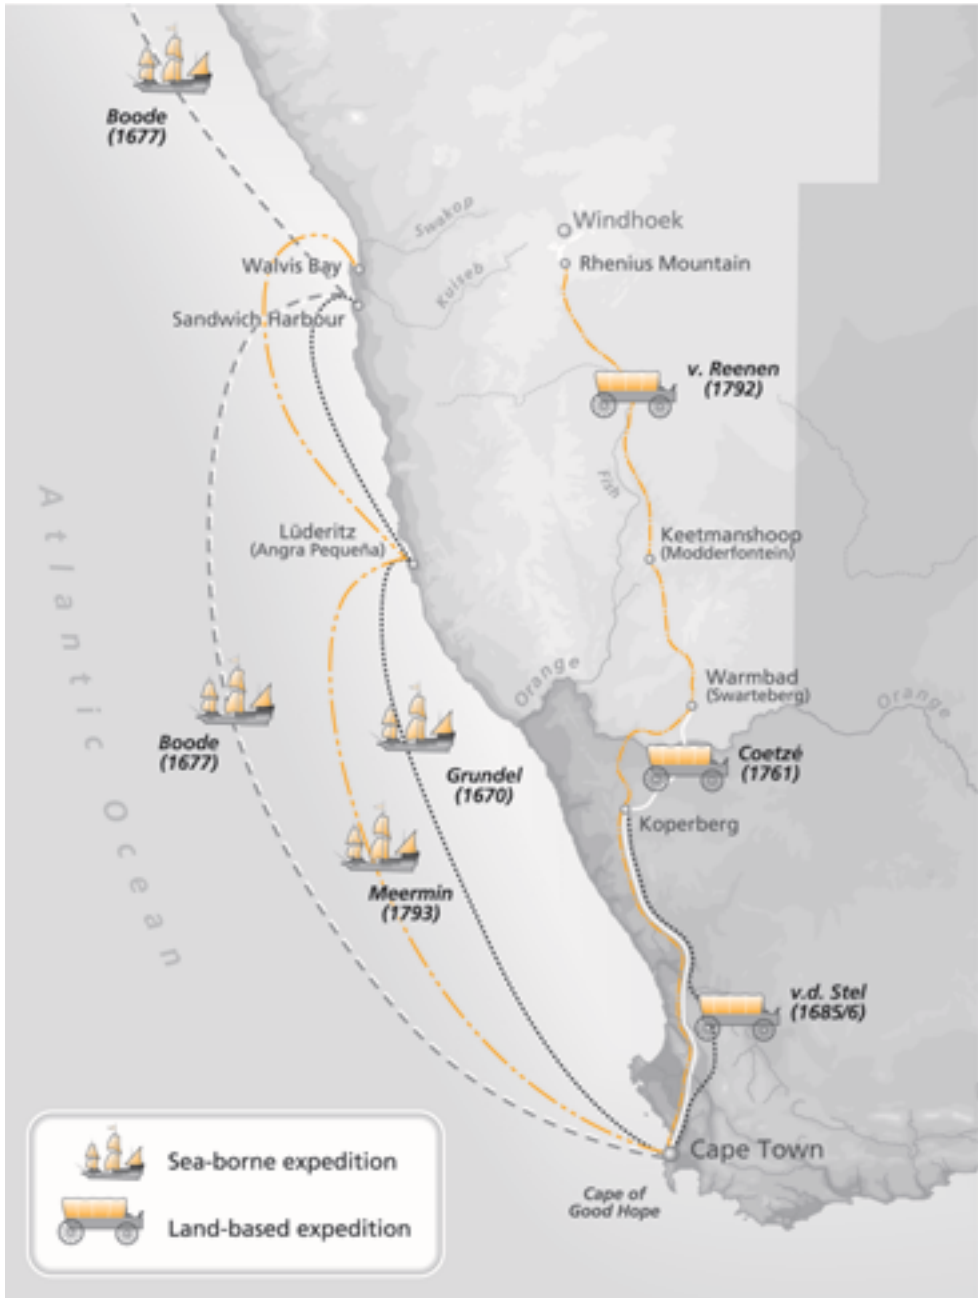 Boode
(1677)
Swakop
Windhoek
Walvis Bay
Kuiseb
Rhenius Mountain
Sandwich Harbour
v. Reenen
(1792)
Fish
Atlantic Ocean
Lüderitz
(Angra Pequeña)
Keetmanshoop
(Modderfontein)
Orange
Warmbad
(Swarteberg)
Orange
Boode
(1677)
Grundel
(1670)
Coetzé
(1761)
Koperberg
Meermin
(1793)
v.d. Stel
(1685/6)
Cape Town
Cape of
Good Hope
Sea-borne expedition
Land-based expedition